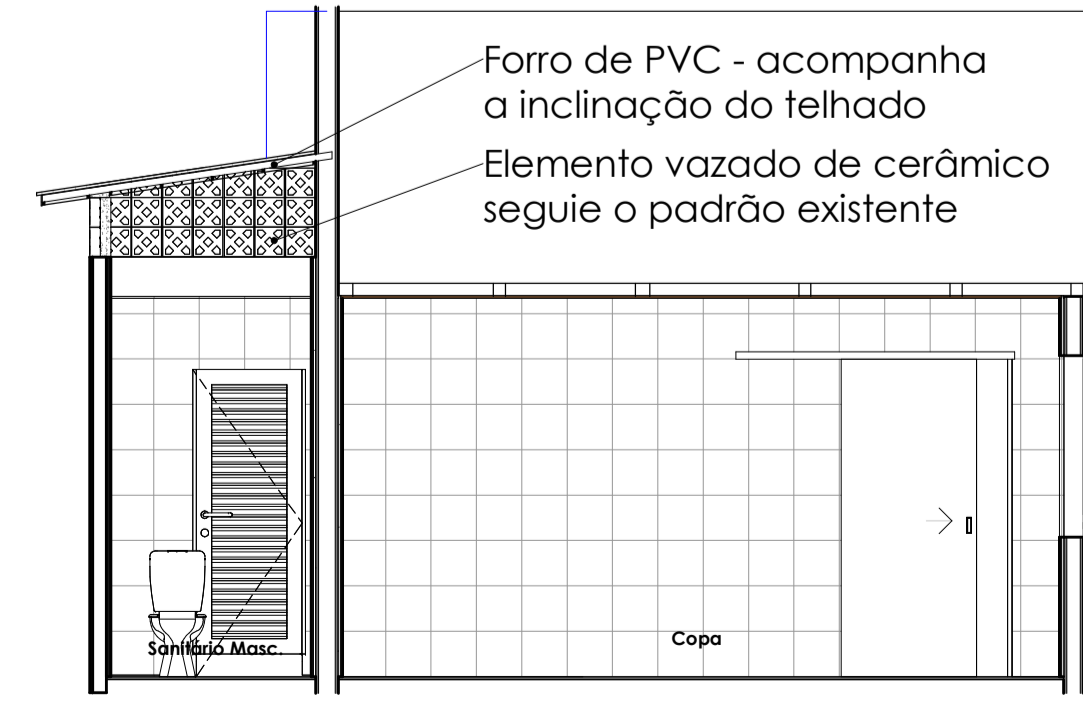 Forro de PVC - acompanha
a inclinação do telhado
Elemento vazado de cerâmico
seguie o padrão existente
Sanitário Masc.
Copa